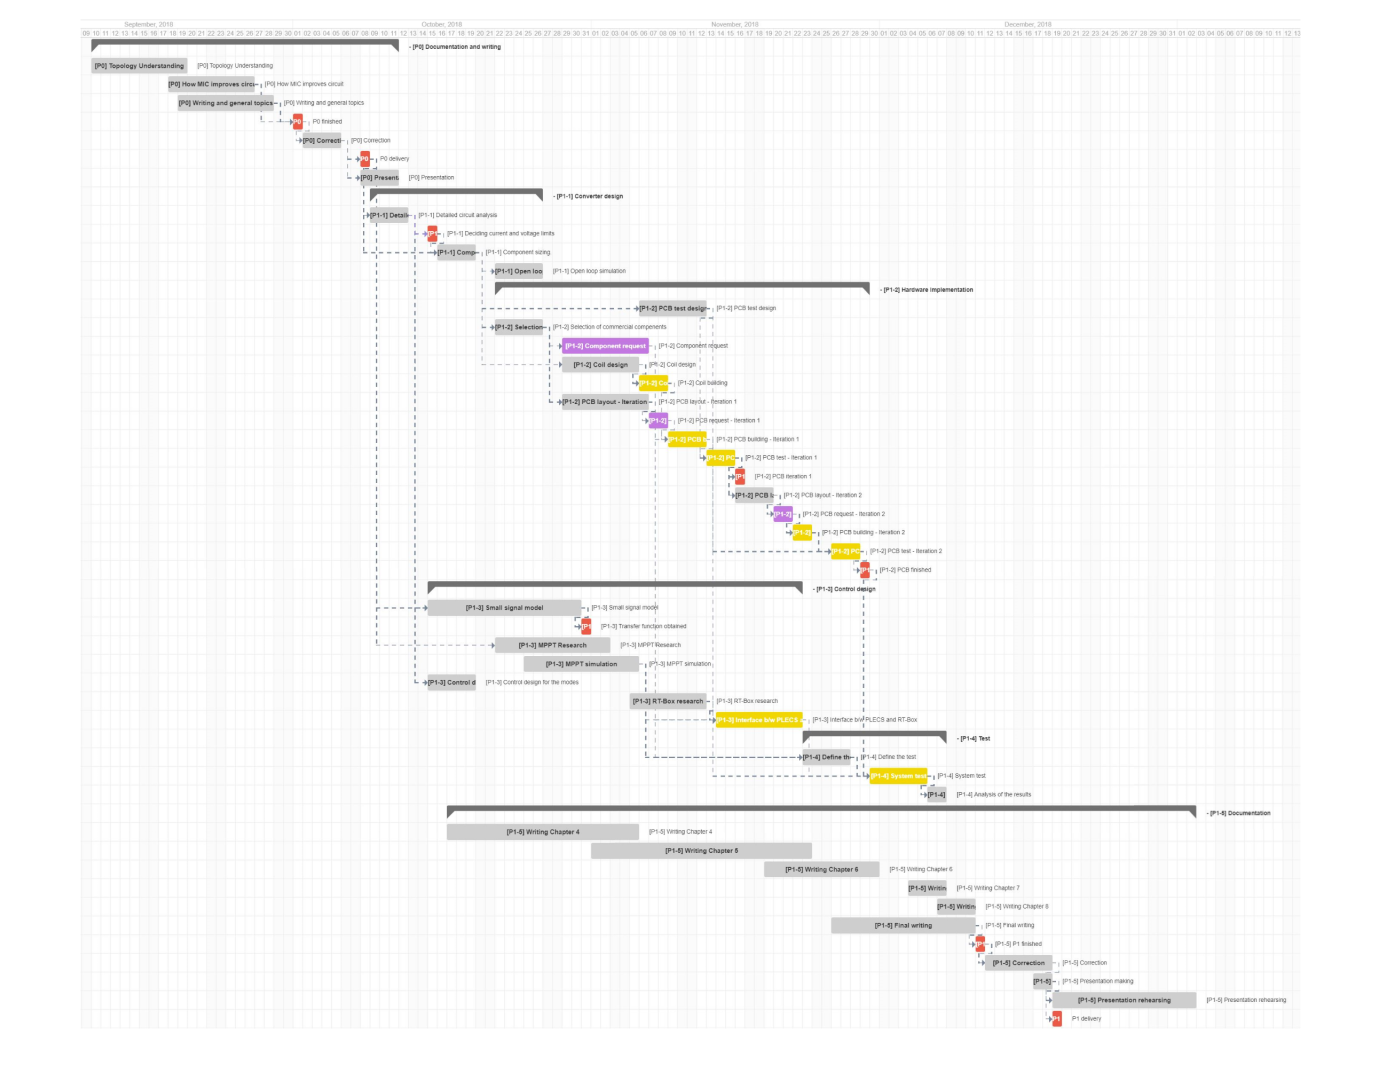 September, 2018 October, 2018 November, 2018 December, 2018
09 10 11 12 13 14 15 16 17 18 19 20 21 22 23 24 25 26 27 28 29 30 01 02 03 04 05 06 07 08 09 10 11 12 13 14 15 16 17 18 19 20 21 22 23 24 25 26 27 28 29 30 31 01 02 03 04 05 06 07 08 09 10 11 12 13 14 15 16 17 18 19 20 21 22 23 24 25 26 27 28 29 30 01 02 03 04 05 06 07 08 09 10 11 12 13 14 15 16 17 18 19 20 21 22 23 24 25 26 27 28 29 30 31 01 02 03 04 05 06 07 08 09 10 11 12 13
- [P0] Documentation and writing
[P0] Topology Understanding [P0] Topology Understanding
[P0] How MIC improves circ [P0] How MIC improves circuit
[P0] Writing and general topics [P0] Writing and general topics
P0 P0 finished
[P0] Correcti [P0] Correction
P0 delivery
[P0] Present [P0] Presentation
- [P1-1] Converter design
[P1-1] Detail [P1-1] Detailed circuit analysis
[P1-1] Deciding current and voltage limits
[P1-1] Comp [P1-1] Component sizing
[P1-1] Open loo [P1-1] Open loop simulation
- [P1-2] Hardware implementation
[P1-2] PCB test design [P1-2] PCB test design
[P1-2] Selection [P1-2] Selection of commercial compenents
[P1-2] Component request [P1-2] Component request
[P1-2] Coil design [P1-2] Coil design
[P1-2] Co [P1-2] Coil building
[P1-2] PCB layout - Iteration [P1-2] PCB layout - Iteration 1
[P1-2] [P1-2] PCB request - Iteration 1
[P1-2] PCB b [P1-2] PCB building - Iteration 1
[P1-2] PC [P1-2] PCB test - Iteration 1
[P1-2] PCB iteration 1
[P1-2] PCB l [P1-2] PCB layout - Iteration 2
[P1-2] [P1-2] PCB request - Iteration 2
[P1-2] [P1-2] PCB building - Iteration 2
[P1-2] PC [P1-2] PCB test - Iteration 2
[P1-2] PCB finished
- [P1-3] Control design
[P1-3] Small signal model [P1-3] Small signal model
[P1-3] Transfer function obtained
[P1-3] MPPT Research [P1-3] MPPT Research
[P1-3] MPPT simulation [P1-3] MPPT simulation
[P1-3] Control d [P1-3] Control design for the modes
[P1-3] RT-Box research [P1-3] RT-Box research
[P1-3] Interface b/w PLECS [P1-3] Interface b/w PLECS and RT-Box
- [P1-4] Test
[P1-4] Define th [P1-4] Define the test
[P1-4] System test [P1-4] System test
[P1-4] [P1-4] Analysis of the results
- [P1-5] Documentation
[P1-5] Writing Chapter 4 [P1-5] Writing Chapter 4
[P1-5] Writing Chapter 5
[P1-5] Writing Chapter 6 [P1-5] Writing Chapter 6
[P1-5] Writin [P1-5] Writing Chapter 7
[P1-5] Writin [P1-5] Writing Chapter 8
[P1-5] Final writing [P1-5] Final writing
[P1-5] P1 finished
[P1-5] Correction [P1-5] Correction
[P1-5] [P1-5] Presentation making
[P1-5] Presentation rehearsing [P1-5] Presentation rehearsing
P1 P1 delivery